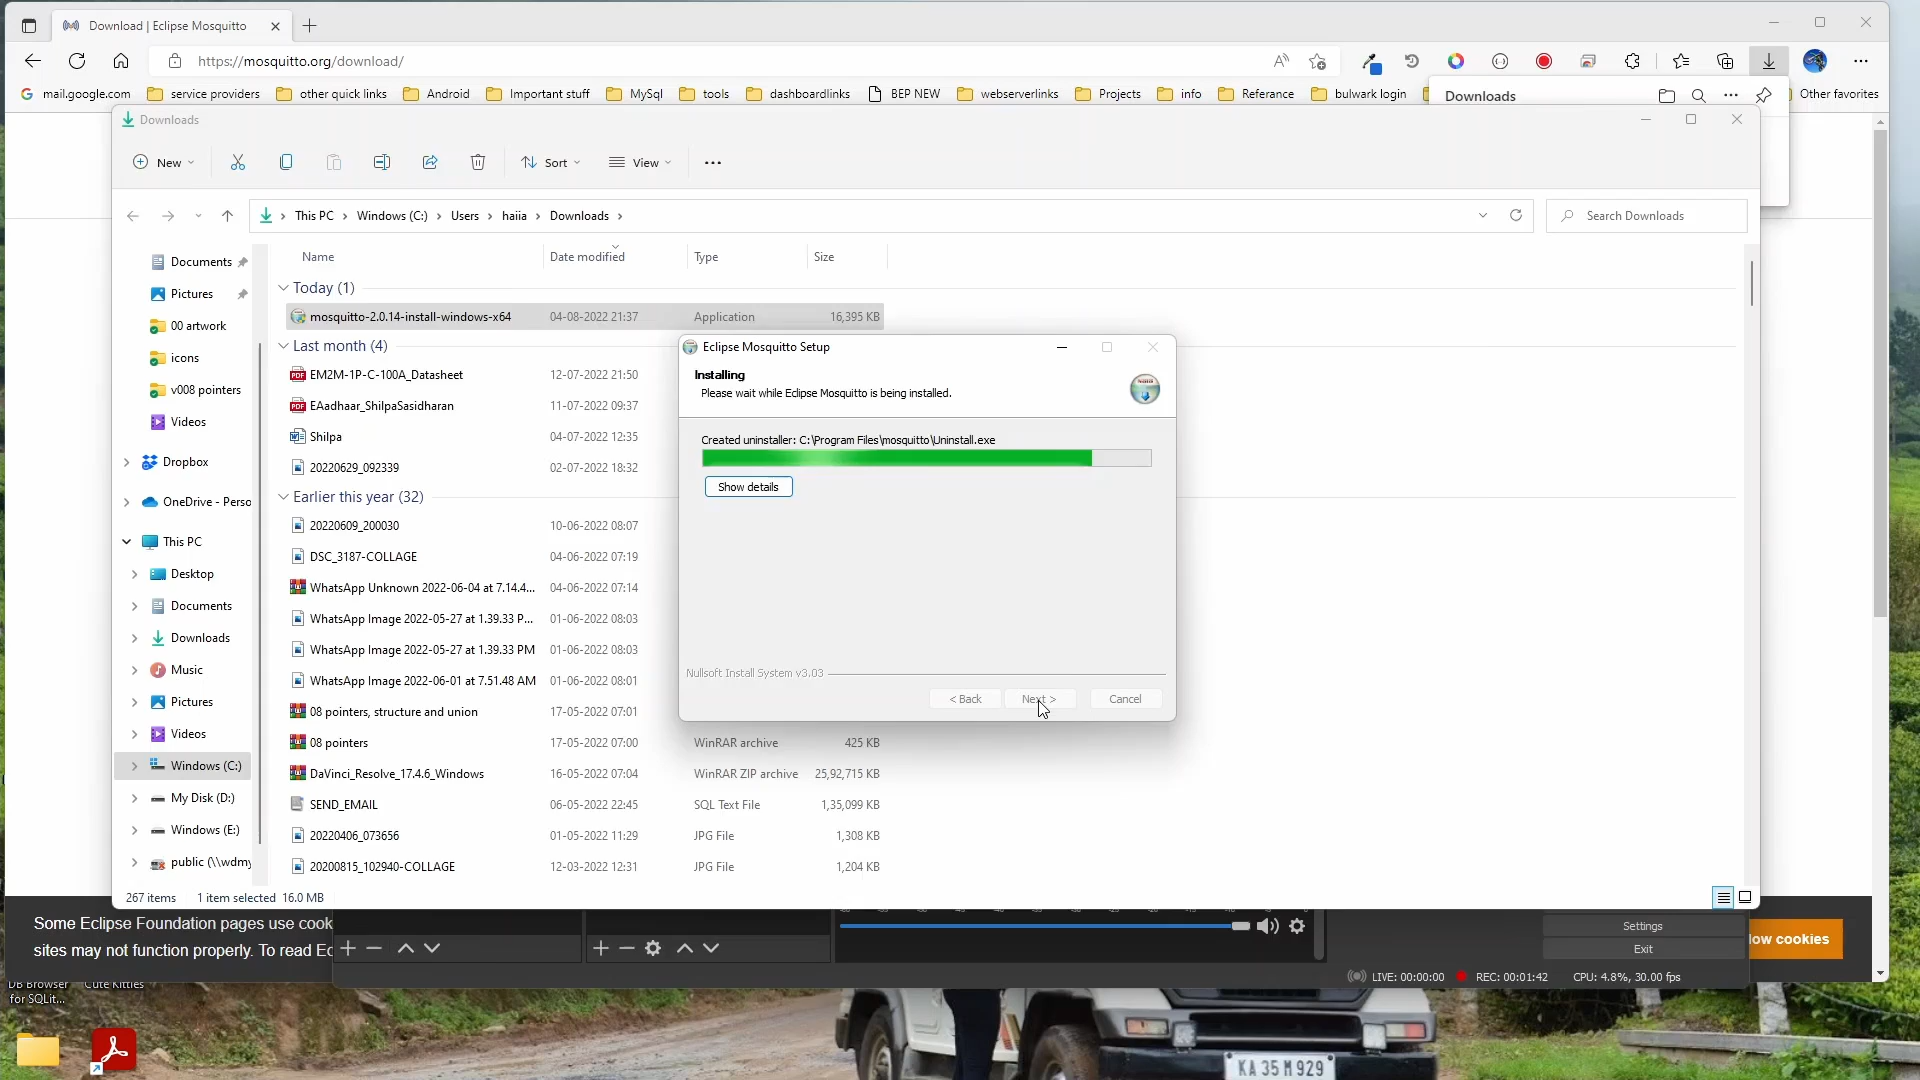 Download | Eclipse Mosquitto
https://mosquitto.org/download/
mail.google.com service providers other quick links Android Important stuff MySql tools dashboardlinks BEP NEW webserverlinks Projects info Referance bulwark login Other favorites
Downloads
Downloads
New Sort View
This PC Windows (C:) Users haiia Downloads
Search Downloads
Documents
Pictures
00 artwork
icons
v008 pointers
Videos
Dropbox
OneDrive - Perso
This PC
Desktop
Documents
Downloads
Music
Pictures
Videos
Windows (C:)
My Disk (D:)
Windows (E:)
public (\\wdmy
Name Date modified Type Size
Today (1)
mosquitto-2.0.14-install-windows-x64 04-08-2022 21:37 Application 16,395 KB
Last month (4)
EM2M-1P-C-100A_Datasheet 12-07-2022 21:50
EAadhaar_ShilpaSasidharan 11-07-2022 09:37
Shilpa 04-07-2022 12:35
20220629_092339 02-07-2022 18:32
Earlier this year (32)
20220609_200030 10-06-2022 08:07
DSC_3187-COLLAGE 04-06-2022 07:19
WhatsApp Unknown 2022-06-04 at 7.14.4... 04-06-2022 07:14
WhatsApp Image 2022-05-27 at 1.39.33 P... 01-06-2022 08:03
WhatsApp Image 2022-05-27 at 1.39.33 PM 01-06-2022 08:03
WhatsApp Image 2022-06-01 at 7.51.48 AM 01-06-2022 08:01
08 pointers, structure and union 17-05-2022 07:01
08 pointers 17-05-2022 07:00 WinRAR archive 425 KB
DaVinci_Resolve_17.4.6_Windows 16-05-2022 07:04 WinRAR ZIP archive 25,92,715 KB
SEND_EMAIL 06-05-2022 22:45 SQL Text File 1,35,099 KB
20220406_073656 01-05-2022 11:29 JPG File 1,308 KB
20200815_102940-COLLAGE 12-03-2022 12:31 JPG File 1,204 KB
267 items 1 item selected 16.0 MB
Eclipse Mosquitto Setup
Installing
Please wait while Eclipse Mosquitto is being installed.
Created uninstaller: C:\Program Files\mosquitto\Uninstall.exe
Show details
Nullsoft Install System v3.03
< Back Next > Cancel
Some Eclipse Foundation pages use cook
sites may not function properly. To read Ec
Settings
Exit
low cookies
LIVE: 00:00:00 REC: 00:01:42 CPU: 4.8%, 30.00 fps
DB Browser
for SQLit...
Cute Kitties
KA 35 M 929